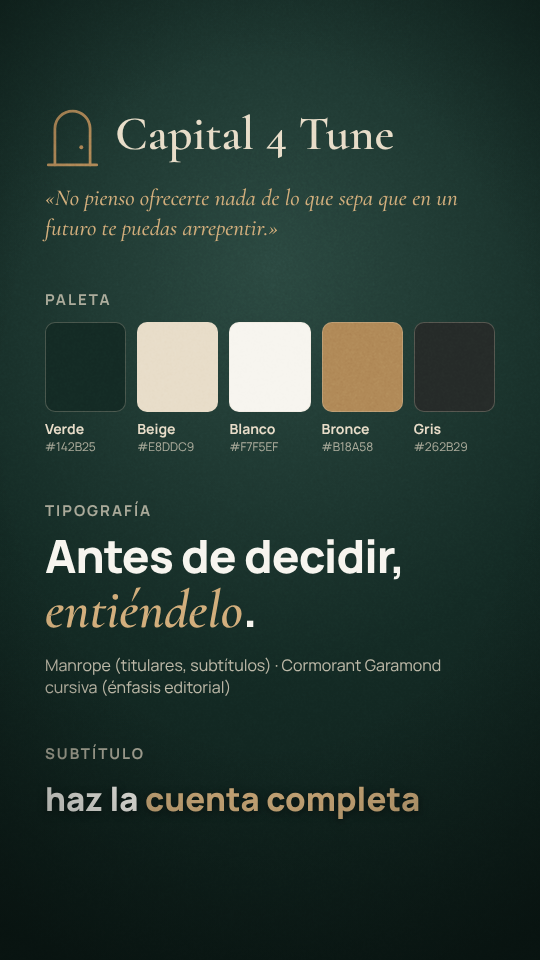 Capital 4 Tune
«No pienso ofrecerte nada de lo que sepa que en un
futuro te puedas arrepentir.»
PALETA
Verde Beige Blanco Bronce Gris
#142B25 #E8DDC9 #F7F5EF #B18A58 #262B29
TIPOGRAFÍA
Antes de decidir,
entiéndelo.
Manrope (titulares, subtítulos) · Cormorant Garamond
cursiva (énfasis editorial)
SUBTÍTULO
haz la cuenta completa